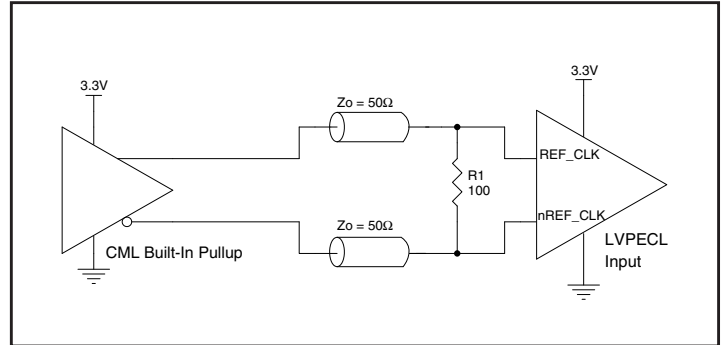 3.3V
3.3V
Zo = 50Ω
REF_CLK
R1
100
Zo = 50Ω
nREF_CLK
CML Built-In Pullup
LVPECL
Input